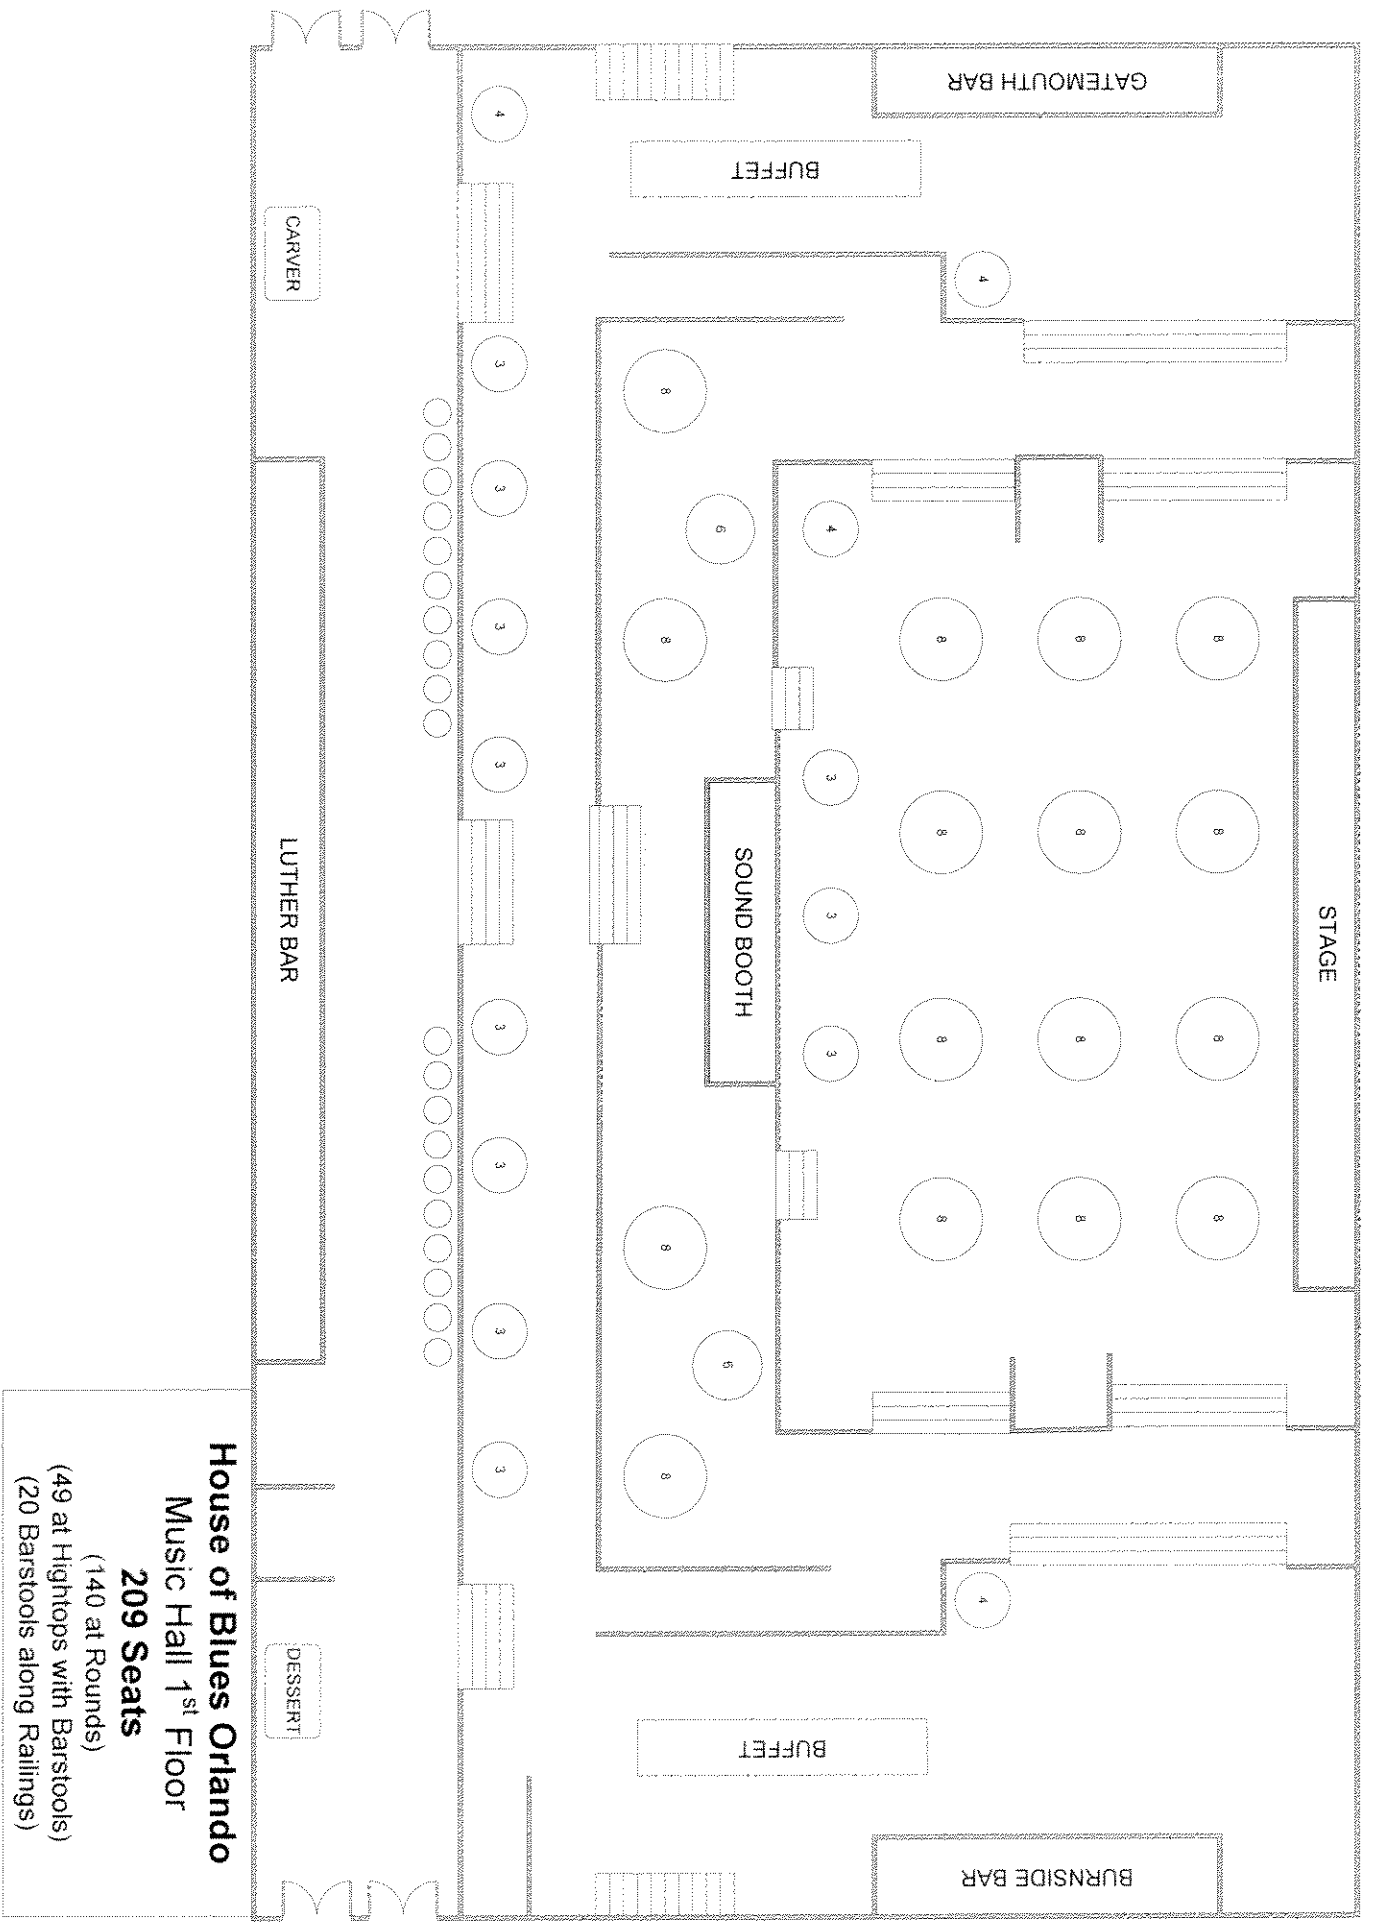 STAGE
8 8 8 8
8 8 8 8
GATEMOUTH BAR
BURNSIDE BAR
4
4
8 8 8 8
4 3 3 3
BUFFET
BUFFET
SOUND BOOTH
6
6
8 8 8 8
4 3 3 3 3 3 3 3 3
CARVER
LUTHER BAR
DESSERT
House of Blues Orlando
Music Hall 1st Floor
209 Seats
(140 at Rounds)
(49 at Hightops with Barstools)
(20 Barstools along Railings)